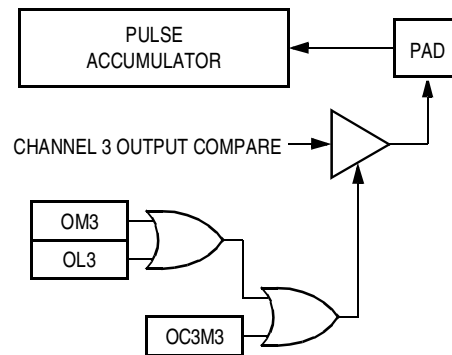 PULSE
ACCUMULATOR
PAD
CHANNEL 3 OUTPUT COMPARE
OM3
OL3
OC3M3